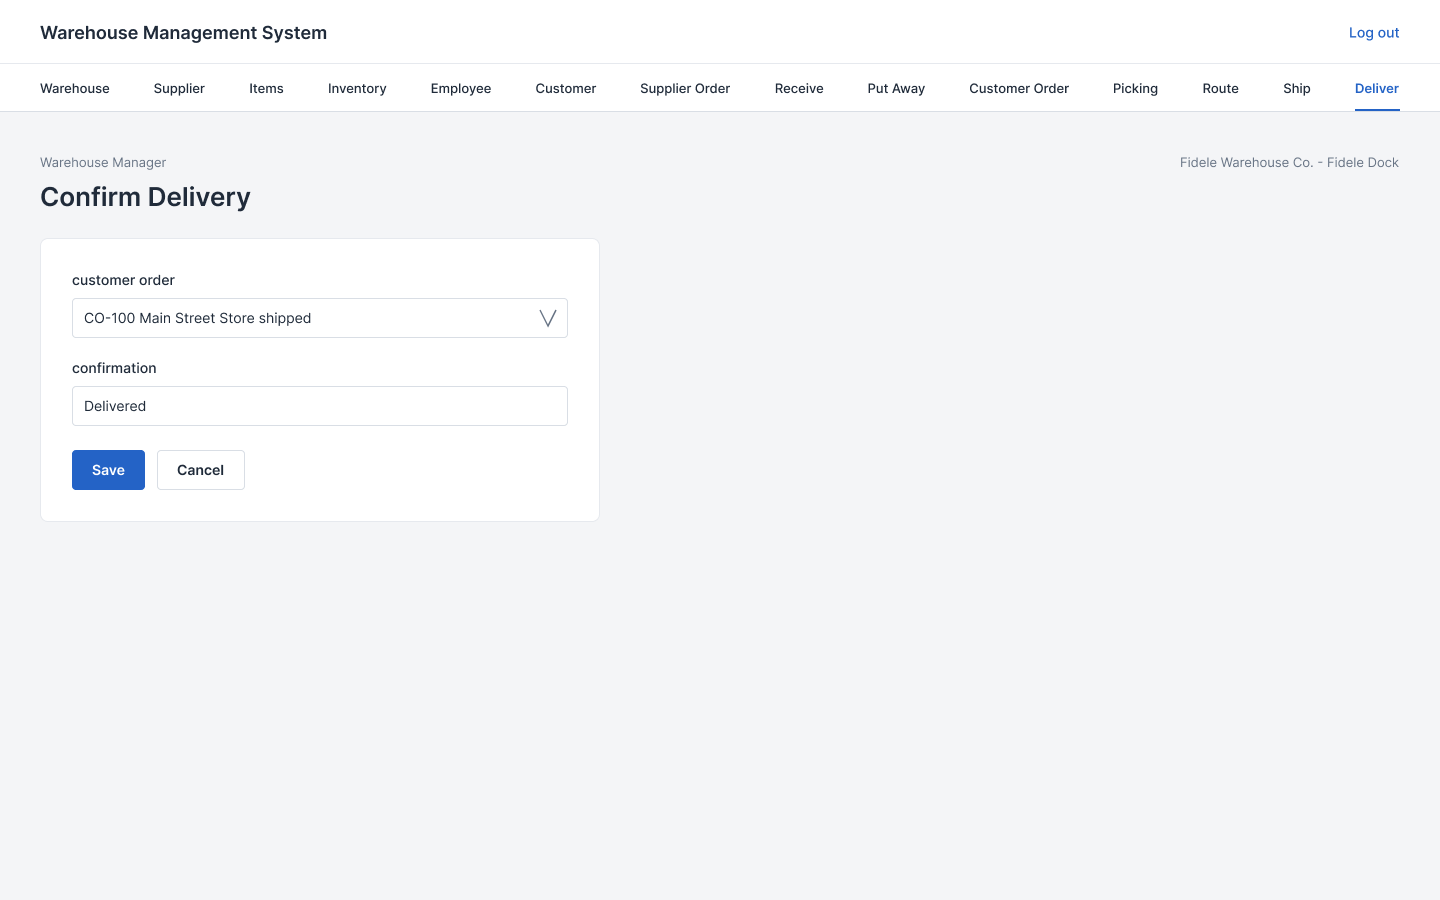 Warehouse Management System
Log out
Warehouse Supplier Items Inventory Employee Customer Supplier Order Receive Put Away Customer Order Picking Route Ship Deliver
Warehouse Manager
Fidele Warehouse Co. - Fidele Dock
Confirm Delivery
customer order
CO-100 Main Street Store shipped
confirmation
Delivered
Save Cancel